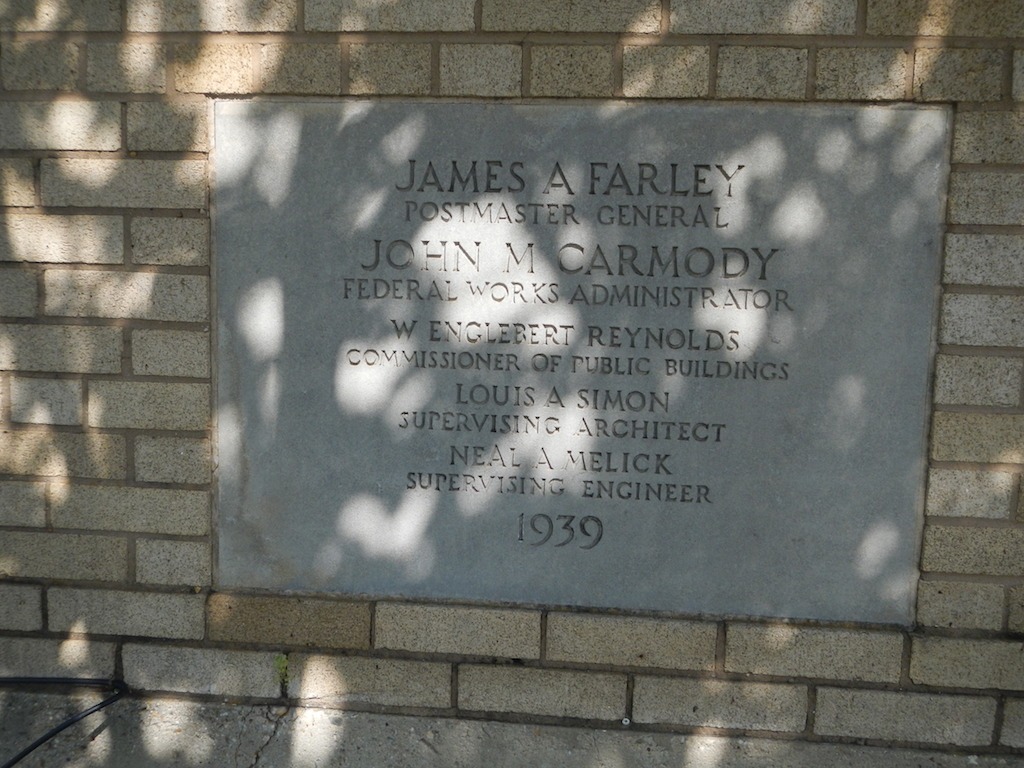 JAMES A FARLEY
POSTMASTER GENERAL
JOHN M CARMODY
FEDERAL WORKS ADMINISTRATOR
W ENGLEBERT REYNOLDS
COMMISSIONER OF PUBLIC BUILDINGS
LOUIS A SIMON
SUPERVISING ARCHITECT
NEAL A MELICK
SUPERVISING ENGINEER
1939